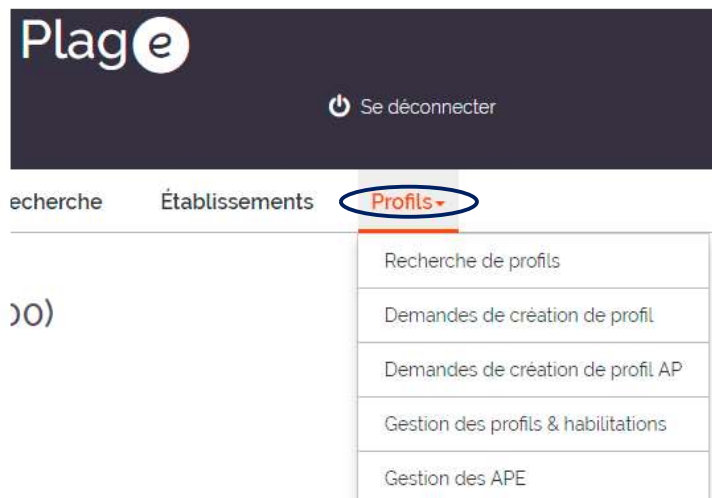 Plage
Se déconnecter
echerche Établissements Profils
Recherche de profils
00)
Demandes de création de profil
Demandes de création de profil AP
Gestion des profils & habilitations
Gestion des APE